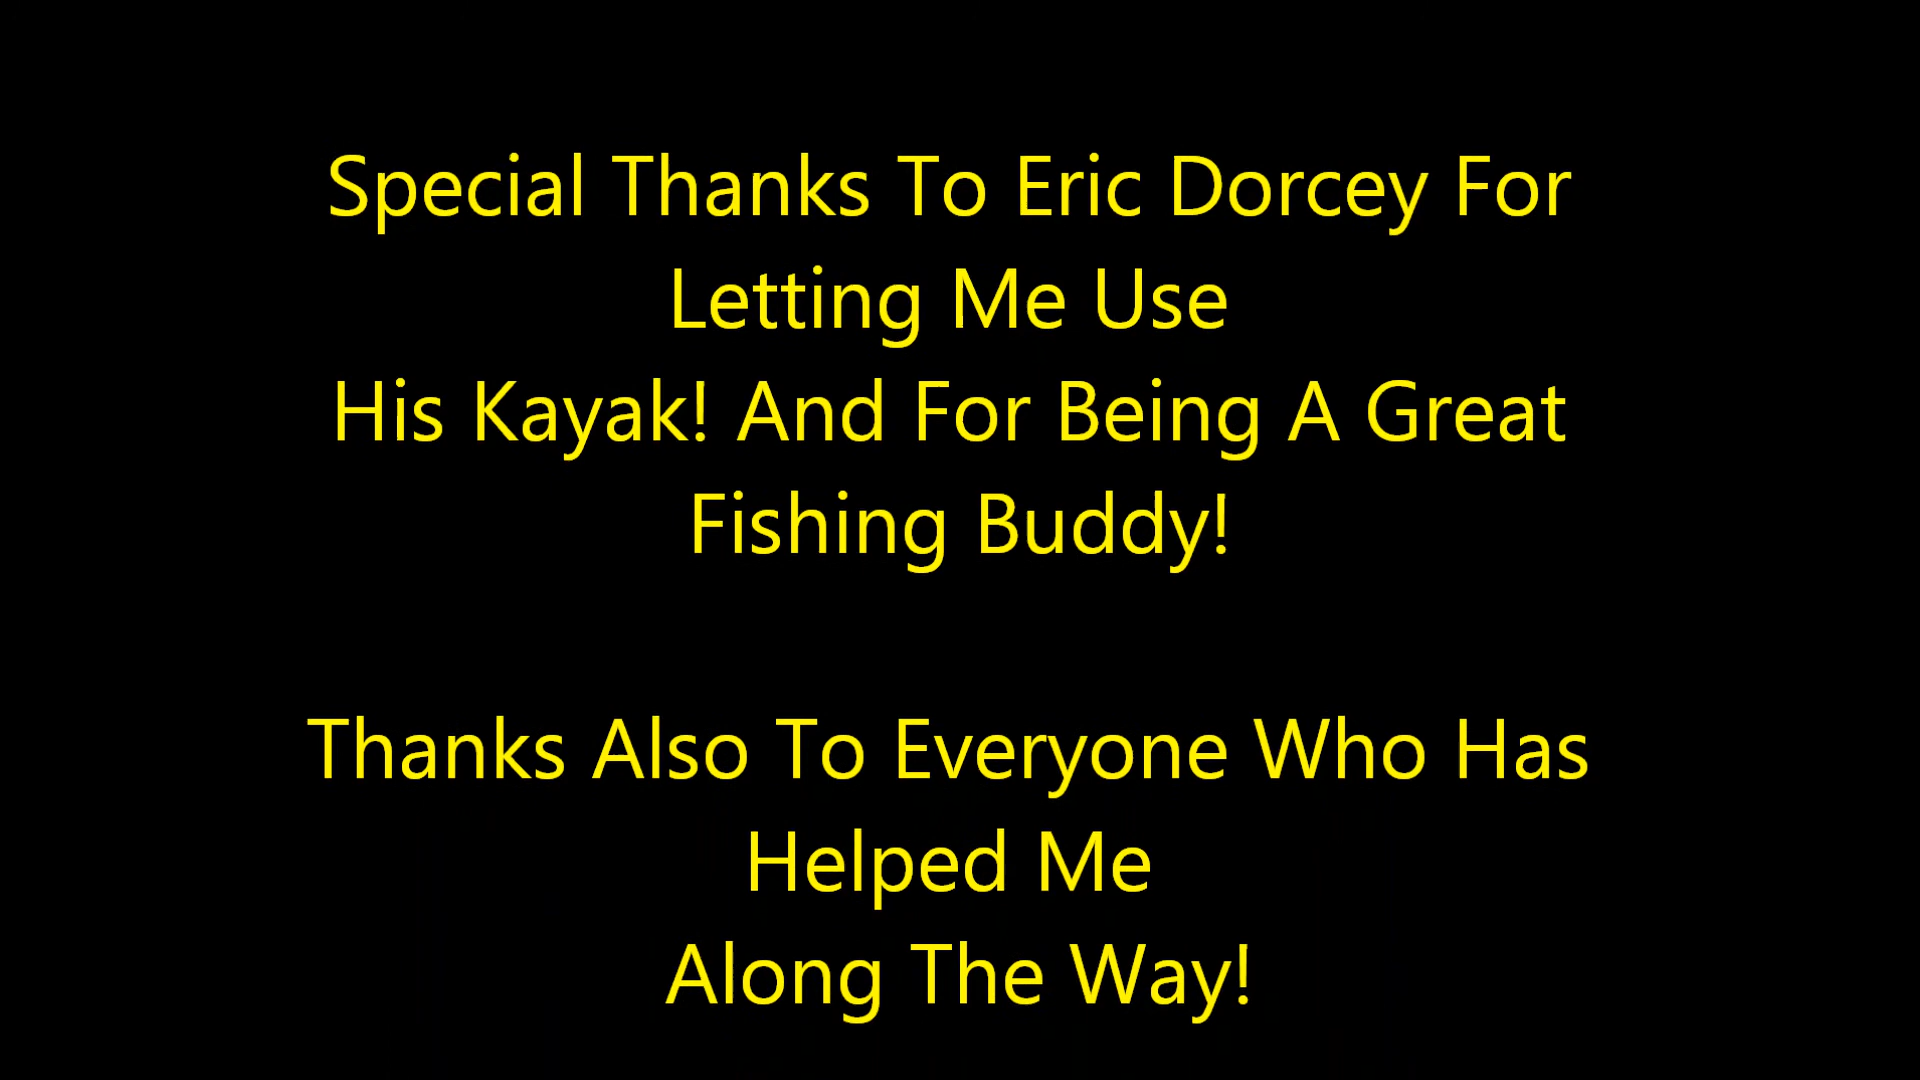 Special Thanks To Eric Dorcey For
Letting Me Use
His Kayak! And For Being A Great
Fishing Buddy!
Thanks Also To Everyone Who Has
Helped Me
Along The Way!